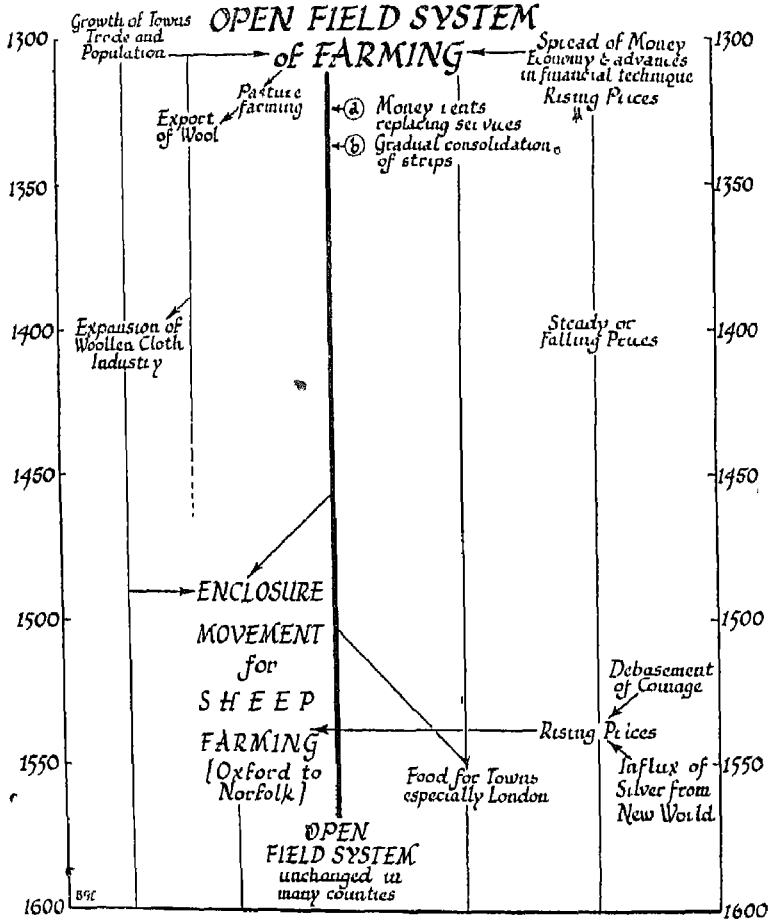 OPEN FIELD SYSTEM
of FARMING
Growth of Towns
Trade and
Population
Spread of Money
Economy & advances
in financial technique
Rising Prices
Pasture
farming
Export
of Wool
(a) Money rents
replacing services
(b) Gradual consolidation
of strips
Expansion of
Woollen Cloth
Industry
Steady or
Falling Prices
ENCLOSURE
MOVEMENT
for
SHEEP
FARMING
[Oxford to
Norfolk]
Debasement
of Coinage
Rising Prices
Influx of
Silver from
New World
Food for Towns
especially London
OPEN
FIELD SYSTEM
unchanged in
many counties
1300
1350
1400
1450
1500
1550
1600
1300
1350
1400
1450
1500
1550
1600